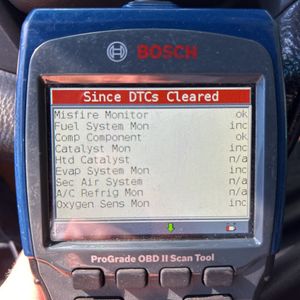 BOSCH
Since DTCs Cleared
Misfire Monitor ok
Fuel System Mon inc
Comp Component ok
Catalyst Mon inc
Htd Catalyst n/a
Evap System Mon inc
Sec Air System n/a
A/C Refrig Mon n/a
Oxygen Sens Mon inc
ProGrade OBD II Scan Tool